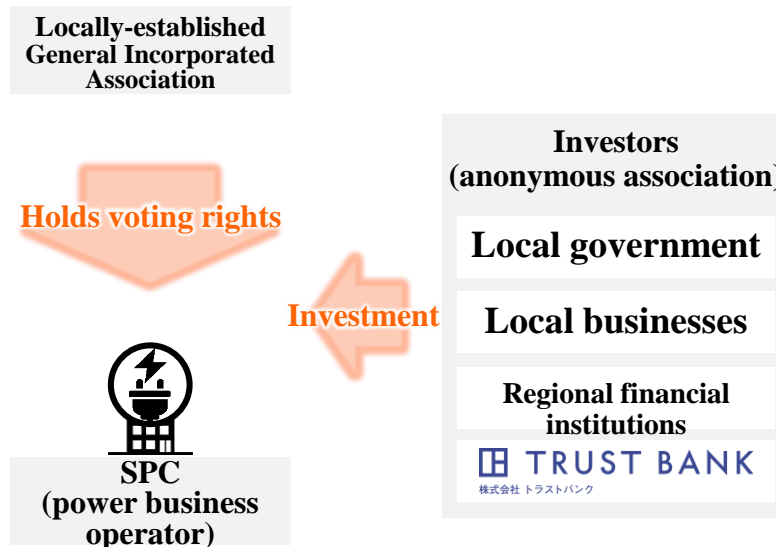 Locally-established
General Incorporated
Association
Holds voting rights
Investment
SPC
(power business
operator)
Investors
(anonymous association)
Local government
Local businesses
Regional financial
institutions
TRUST BANK
株式会社 トラストバンク